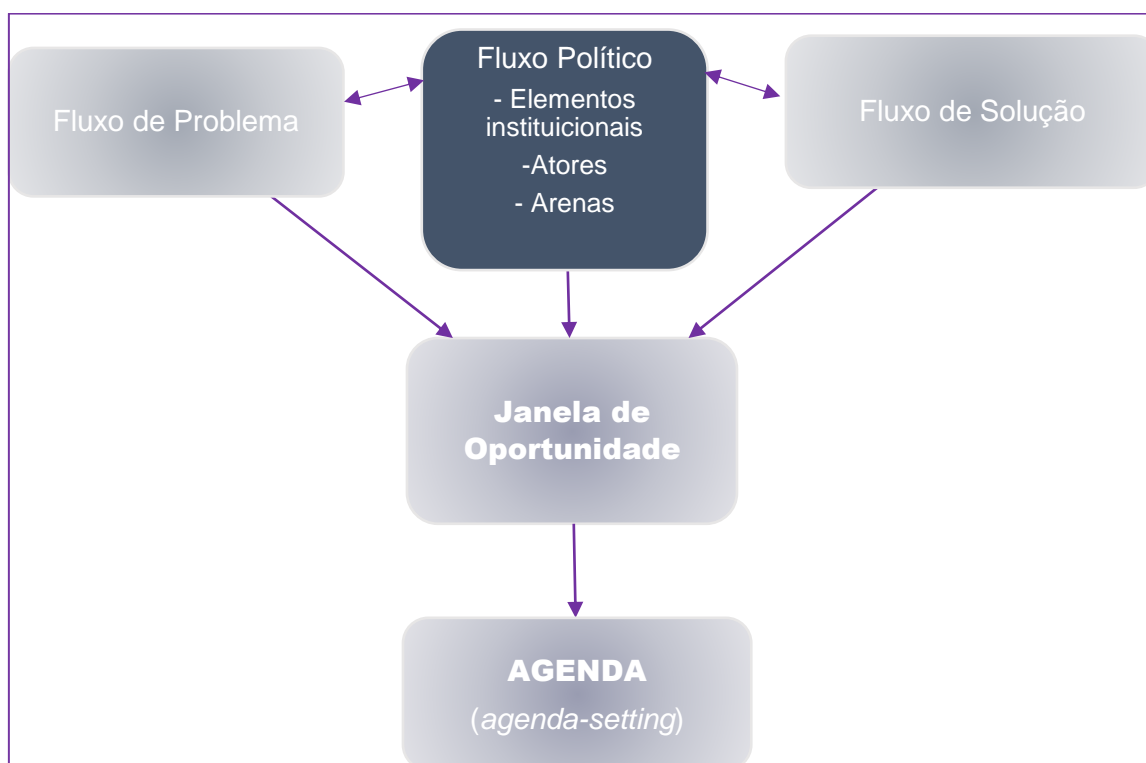 Fluxo de Problema
Fluxo Político
- Elementos
instituicionais
-Atores
- Arenas
Fluxo de Solução
Janela de
Oportunidade
AGENDA
(agenda-setting)